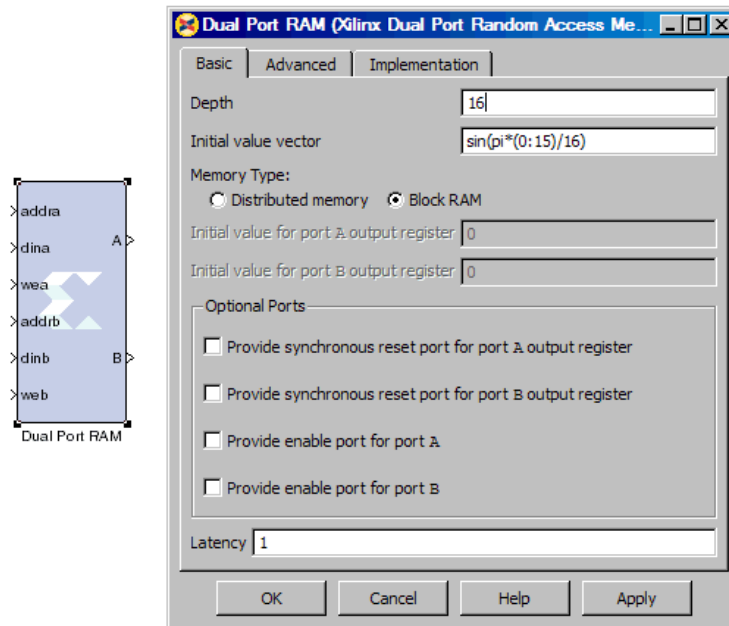 Dual Port RAM (Xilinx Dual Port Random Access Me...
Basic
Advanced
Implementation
Depth
16
Initial value vector
sin(pi*(0:15)/16)
Memory Type:
Distributed memory
Block RAM
Initial value for port A output register
0
Initial value for port B output register
0
Optional Ports
Provide synchronous reset port for port A output register
Provide synchronous reset port for port B output register
Provide enable port for port A
Provide enable port for port B
Latency
1
OK
Cancel
Help
Apply
addra
dina
wea
addrb
dinb
web
A
B
Dual Port RAM